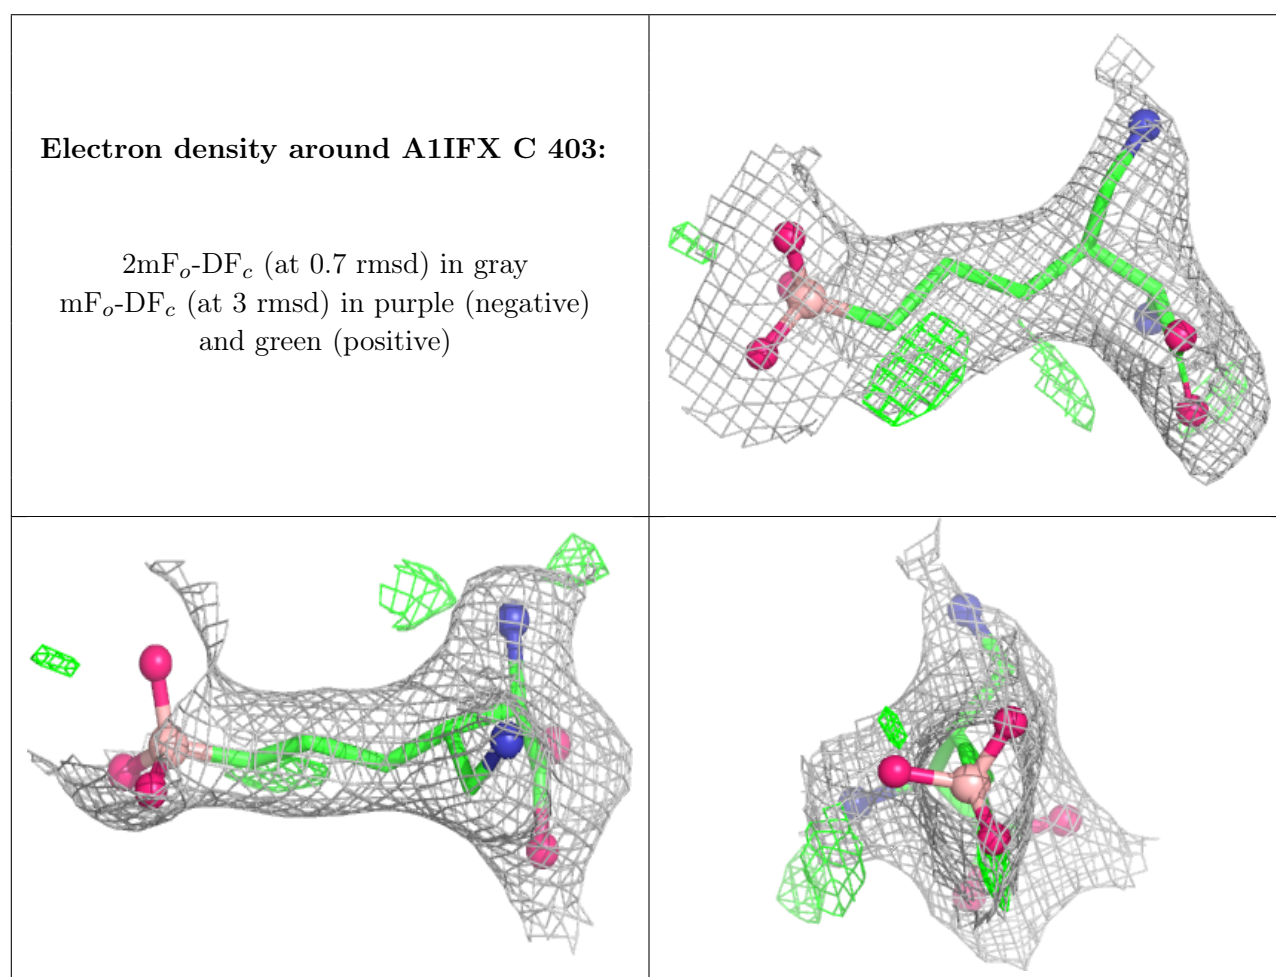 Electron density around A1IFX C 403:
2mFo-DFc (at 0.7 rmsd) in gray
mFo-DFc (at 3 rmsd) in purple (negative)
and green (positive)